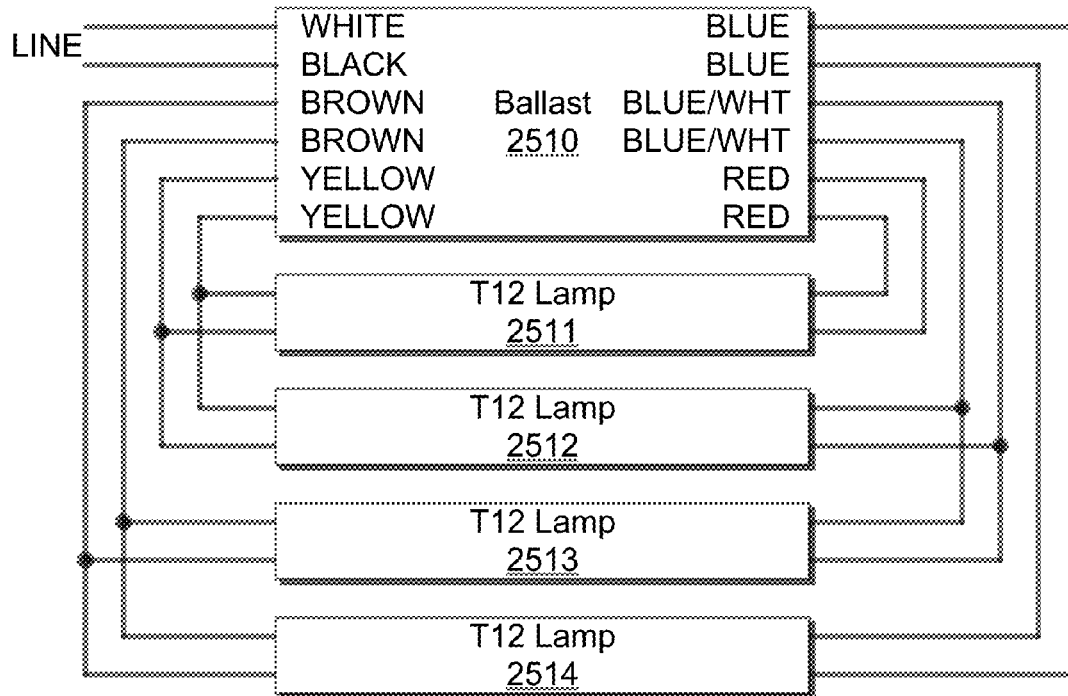 LINE
WHITE BLUE
BLACK BLUE
BROWN Ballast BLUE/WHT
BROWN 2510 BLUE/WHT
YELLOW RED
YELLOW RED
T12 Lamp
2511
T12 Lamp
2512
T12 Lamp
2513
T12 Lamp
2514